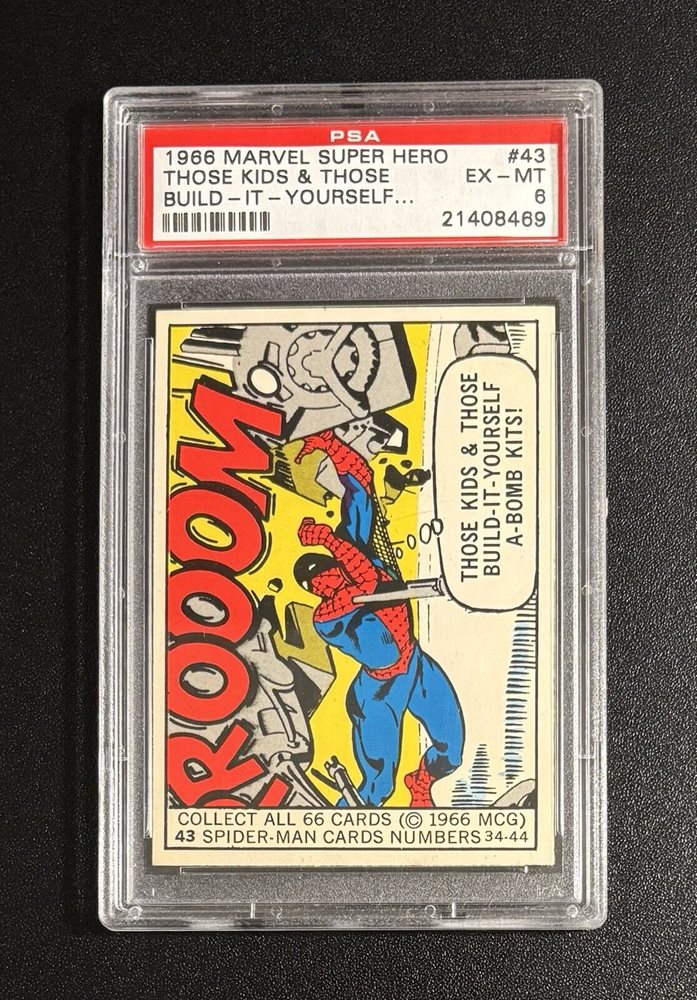 PSA
1966 MARVEL SUPER HERO #43
THOSE KIDS & THOSE EX - MT
BUILD - IT - YOURSELF... 6
21408469
ROOOM
THOSE KIDS & THOSE
BUILD-IT-YOURSELF
A-BOMB KITS!
COLLECT ALL 66 CARDS (© 1966 MCG)
43 SPIDER-MAN CARDS NUMBERS 34-44